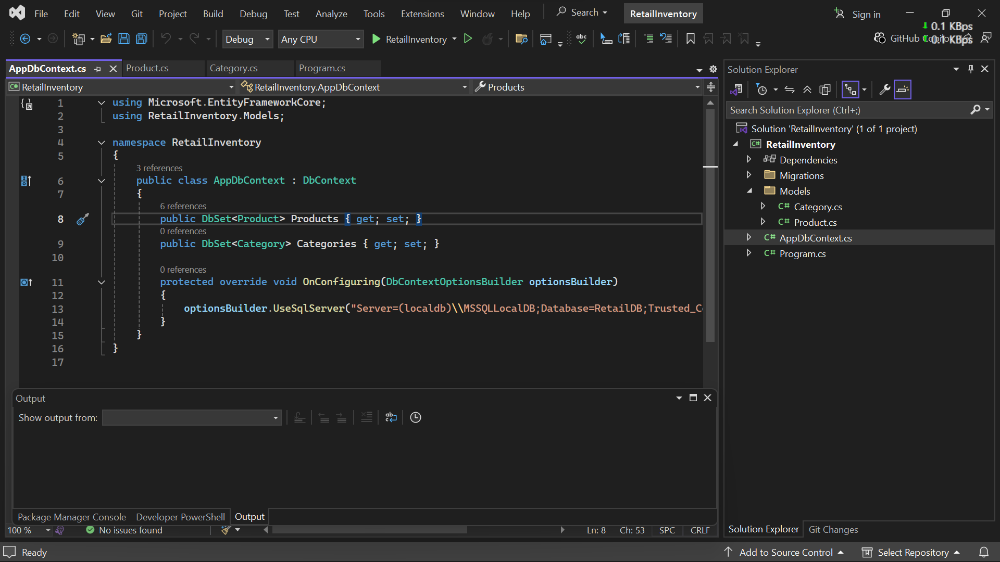 File Edit View Git Project Build Debug Test Analyze Tools Extensions Window Help Search RetailInventory Sign in
0.1 KBps
Debug Any CPU RetailInventory GitHub
0.1 KBps
AppDbContext.cs Product.cs Category.cs Program.cs
RetailInventory RetailInventory.AppDbContext Products
1 using Microsoft.EntityFrameworkCore;
2 using RetailInventory.Models;
3
4 namespace RetailInventory
5 {
3 references
6 public class AppDbContext : DbContext
7 {
6 references
8 public DbSet<Product> Products { get; set; }
0 references
9 public DbSet<Category> Categories { get; set; }
10
0 references
11 protected override void OnConfiguring(DbContextOptionsBuilder optionsBuilder)
12 {
13 optionsBuilder.UseSqlServer("Server=(localdb)\\MSSQLLocalDB;Database=RetailDB;Trusted_C
14 }
15 }
16 }
17
Output
Show output from:
Package Manager Console Developer PowerShell Output
100 % No issues found Ln: 8 Ch: 53 SPC CRLF
Solution Explorer
Search Solution Explorer (Ctrl+;)
Solution 'RetailInventory' (1 of 1 project)
C# RetailInventory
Dependencies
Migrations
Models
C# Category.cs
C# Product.cs
C# AppDbContext.cs
C# Program.cs
Solution Explorer Git Changes
Ready Add to Source Control Select Repository